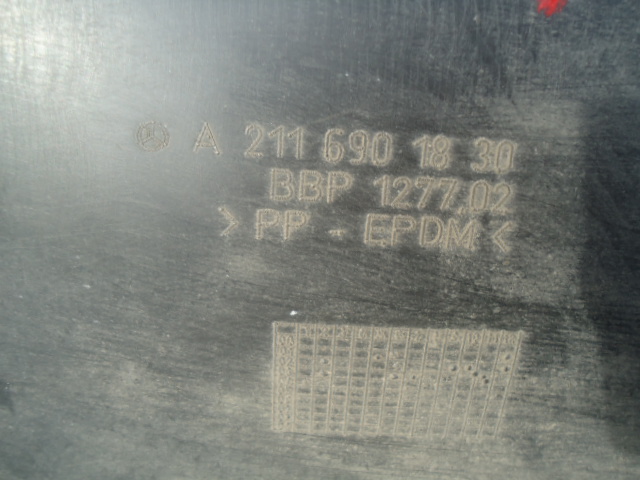 A 211 690 18 30
BBP 1277.02
> PP - EPDM <